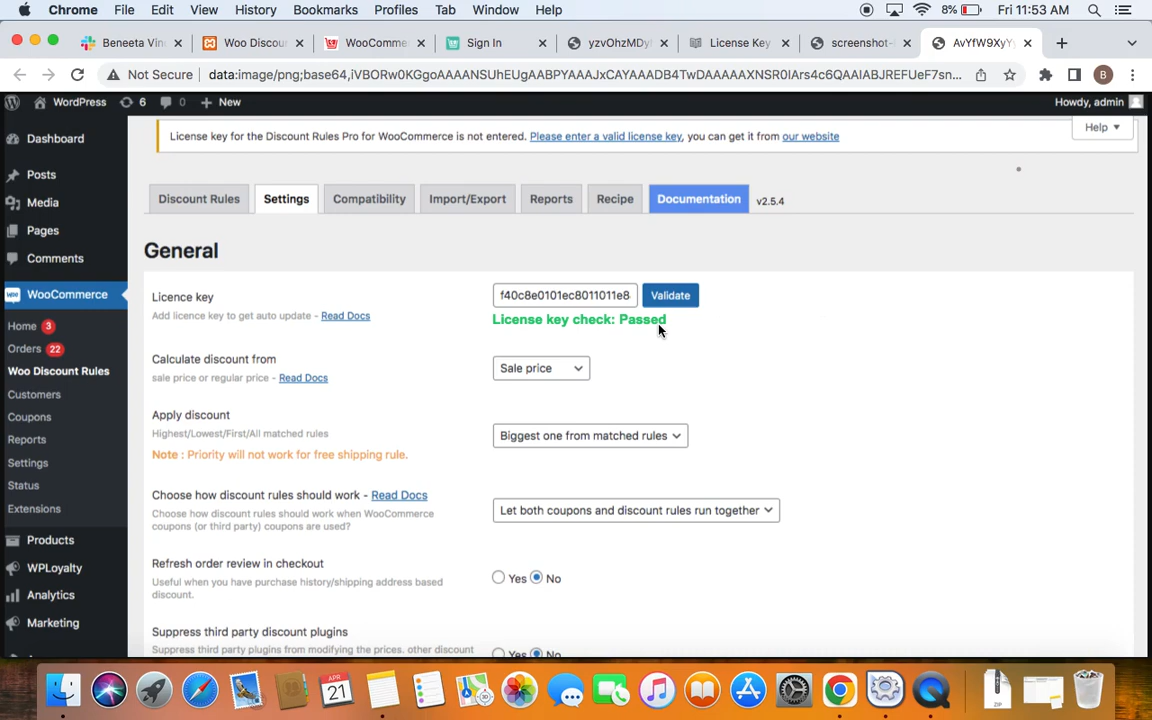 Chrome File Edit View History Bookmarks Profiles Tab Window Help 8% Fri 11:53 AM
Beneeta Vin Woo Discou WooComme Sign In yzvOhzMDy License Key screenshot- AvYfW9XyY
Not Secure data:image/png;base64,iVBORw0KGgoAAAANSUhEUgAABPYAAAJxCAYAAADB4TwDAAAAAXNSR0IArs4c6QAAIABJREFUeF7sn...
WordPress 6 0 New Howdy, admin
License key for the Discount Rules Pro for WooCommerce is not entered. Please enter a valid license key, you can get it from our website
Help
Dashboard
Posts
Media
Pages
Comments
WooCommerce
Home 3
Orders 22
Woo Discount Rules
Customers
Coupons
Reports
Settings
Status
Extensions
Products
WPLoyalty
Analytics
Marketing
Discount Rules Settings Compatibility Import/Export Reports Recipe Documentation v2.5.4
General
Licence key
Add licence key to get auto update - Read Docs
f40c8e0101ec8011011e8 Validate
License key check: Passed
Calculate discount from
sale price or regular price - Read Docs
Sale price
Apply discount
Highest/Lowest/First/All matched rules
Note : Priority will not work for free shipping rule.
Biggest one from matched rules
Choose how discount rules should work - Read Docs
Choose how discount rules should work when WooCommerce
coupons (or third party) coupons are used?
Let both coupons and discount rules run together
Refresh order review in checkout
Useful when you have purchase history/shipping address based
discount.
Yes No
Suppress third party discount plugins
Suppress third party plugins from modifying the prices. other discount
Yes No
APR
21
ZIP